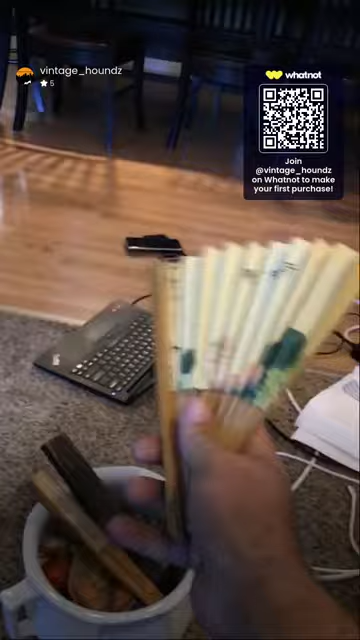 vintage_houndz
★ 5
whatnot
Join
@vintage_houndz
on Whatnot to make
your first purchase!